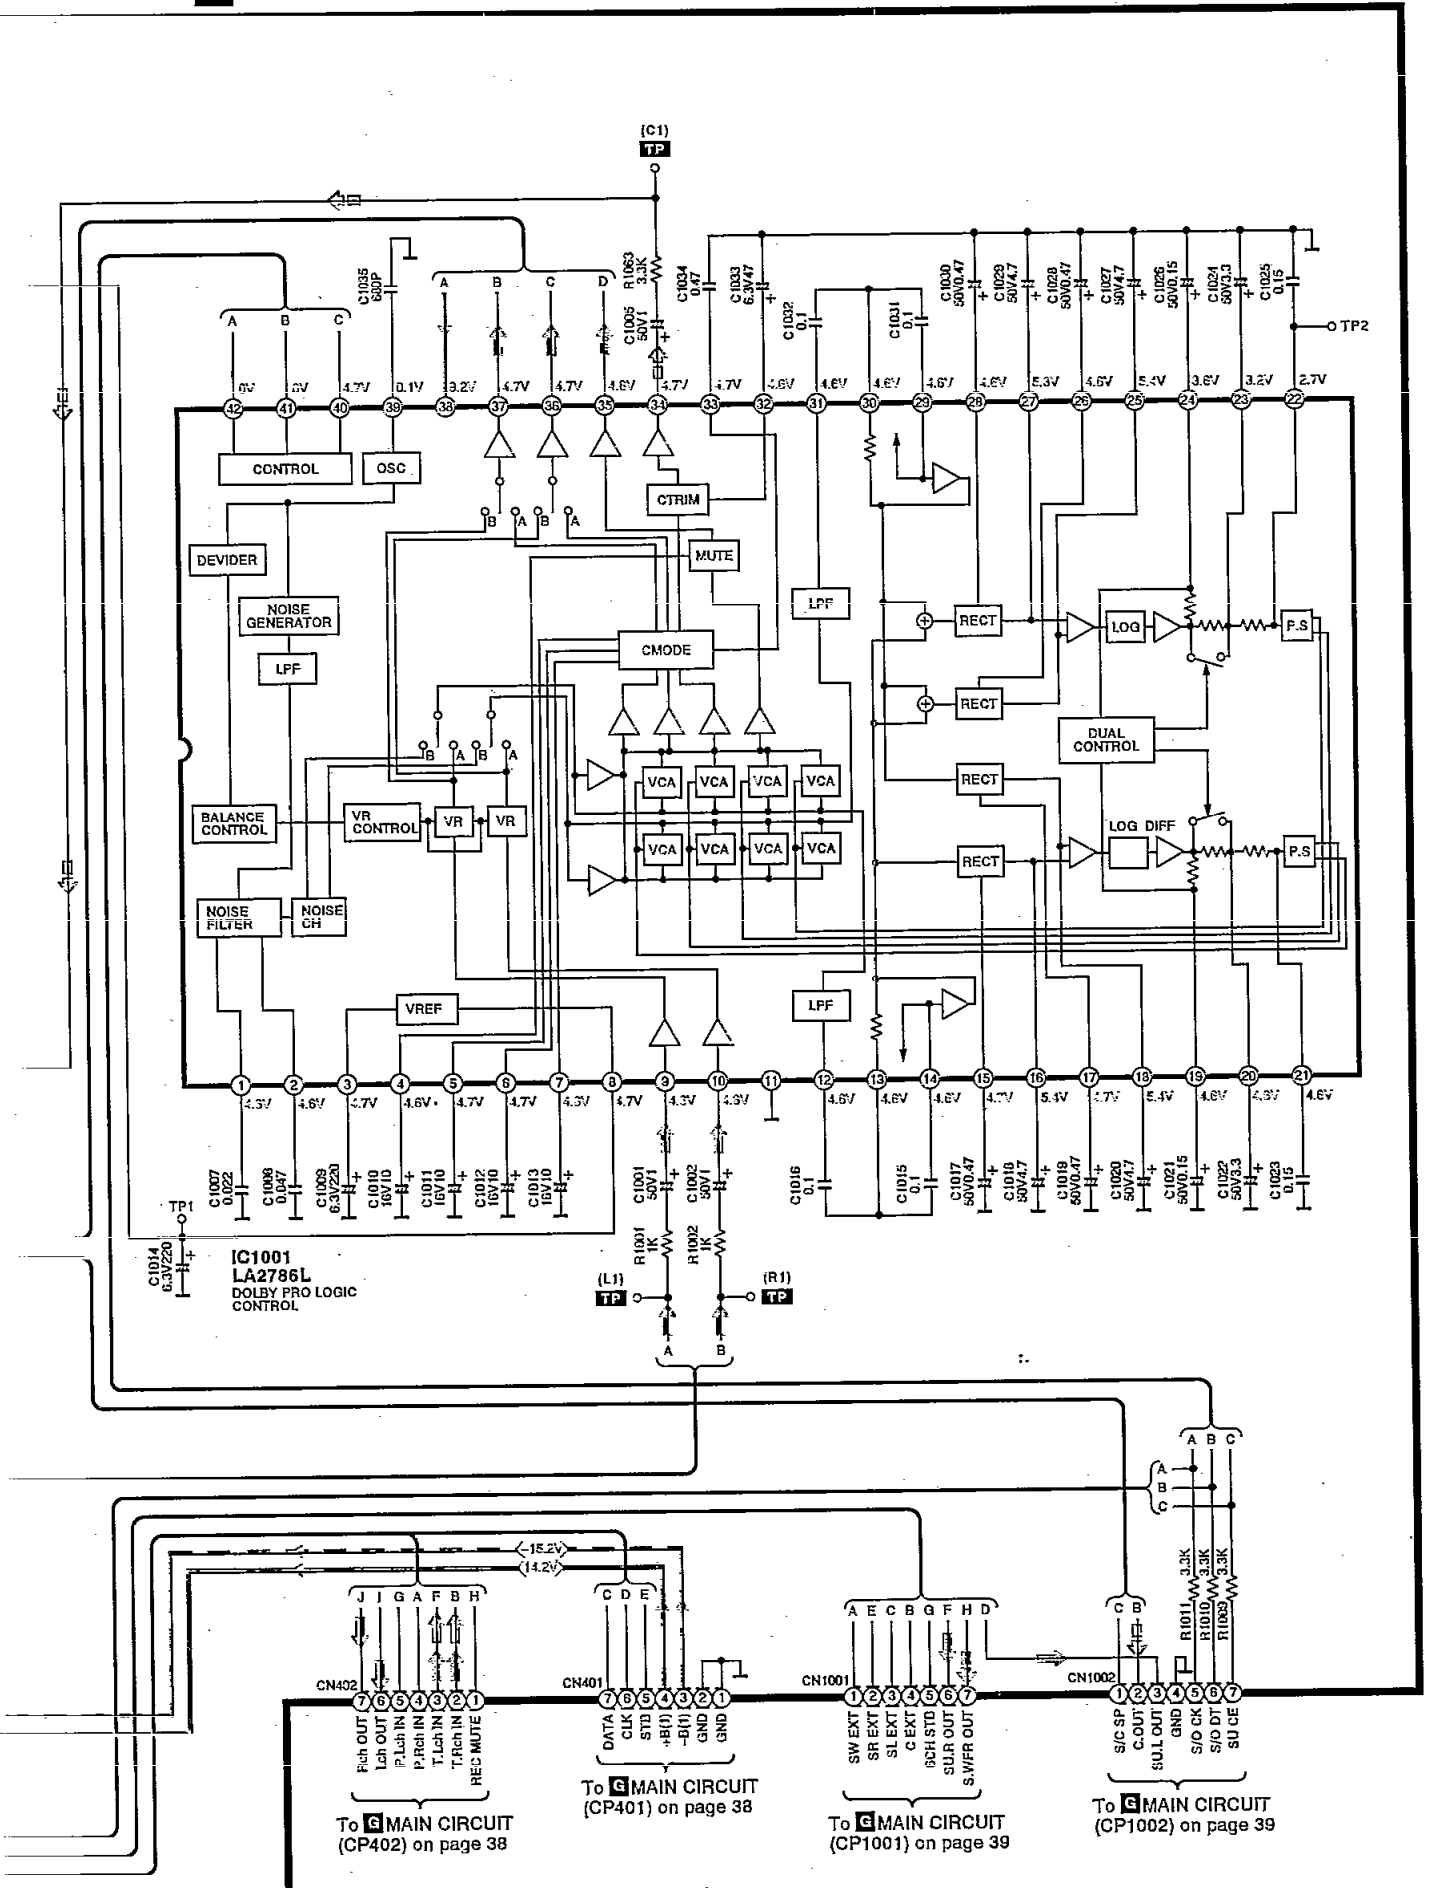 (C1)
TP
C1035
680P
A B C D
R1063
3.3K
C1005
50V1
C1034
0.47
C1033
6.3V47
C1032
0.1
C1031
0.1
C1030
50V0.47
C1029
50V4.7
C1028
50V0.47
C1027
50V4.7
C1026
50V0.15
C1024
50V3.3
C1025
0.15
TP2
A B C
0V 0V 4.7V 0.1V 3.2V 4.7V 4.7V 4.6V 4.7V 4.7V 4.6V 4.6V 4.6V 4.6V 4.6V 5.3V 4.6V 5.4V 3.6V 3.2V 2.7V
42 41 40 39 38 37 36 35 34 33 32 31 30 29 28 27 26 25 24 23 22
CONTROL OSC
CTRIM
B A B A
DEVIDER
MUTE
NOISE
GENERATOR
LPF
RECT
LOG
P.S
LPF
CMODE
RECT
DUAL
CONTROL
B A B A
VCA VCA VCA VCA
RECT
BALANCE
CONTROL
VR
CONTROL
VR VR
VCA VCA VCA VCA
RECT
LOG DIFF
P.S
NOISE
FILTER
NOISE
CH
VREF
LPF
1 2 3 4 5 6 7 8 9 10 11 12 13 14 15 16 17 18 19 20 21
4.6V 4.7V 4.6V 4.7V 4.7V 4.6V 4.7V 4.6V 4.6V 4.6V 4.6V 4.7V 5.4V 4.7V 5.4V 4.6V 4.6V
C1007
0.022
C1008
0.047
C1009
6.3V220
C1010
16V10
C1011
16V10
C1012
16V10
C1013
16V10
C1001
50V1
C1002
50V1
C1016
0.1
C1015
0.1
C1017
50V0.47
C1018
50V4.7
C1019
50V0.47
C1020
50V4.7
C1021
50V0.15
C1022
50V3.3
C1023
0.15
TP1
C1014
6.3V220
R1001
1K
R1002
1K
IC1001
LA2786L
DOLBY PRO LOGIC
CONTROL
(L1)
TP
(R1)
TP
A B
A B C
A
B
C
-15.2V
14.2V
J I G A F B H
C D E
A E C B G F H D
C B
R1011 3.3K
R1010 3.3K
R1009 3.3K
CN402
7 6 5 4 3 2 1
CN401
7 6 5 4 3 2 1
CN1001
1 2 3 4 5 6 7
CN1002
1 2 3 4 5 6 7
Rch OUT
Lch OUT
P.Lch IN
P.Rch IN
T.Lch IN
T.Rch IN
REC MUTE
DATA
CLK
STB
+B(1)
-B(1)
GND
GND
SW EXT
SR EXT
SL EXT
C EXT
6CH STB
SU.R OUT
S.W/FR OUT
S/C SP
C.OUT
SU.L OUT
GND
S/O CK
S/O DT
SU CE
To G MAIN CIRCUIT
(CP402) on page 38
To G MAIN CIRCUIT
(CP401) on page 38
To G MAIN CIRCUIT
(CP1001) on page 39
To G MAIN CIRCUIT
(CP1002) on page 39